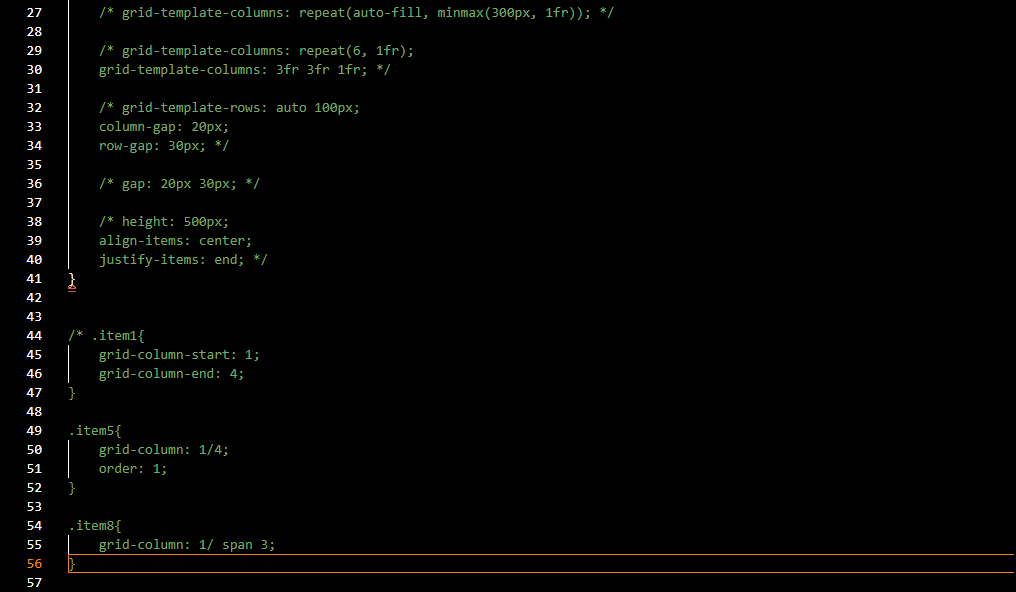 27 /* grid-template-columns: repeat(auto-fill, minmax(300px, 1fr)); */
28
29 /* grid-template-columns: repeat(6, 1fr);
30 grid-template-columns: 3fr 3fr 1fr; */
31
32 /* grid-template-rows: auto 100px;
33 column-gap: 20px;
34 row-gap: 30px; */
35
36 /* gap: 20px 30px; */
37
38 /* height: 500px;
39 align-items: center;
40 justify-items: end; */
41 }
42
43
44 /* .item1{
45 grid-column-start: 1;
46 grid-column-end: 4;
47 }
48
49 .item5{
50 grid-column: 1/4;
51 order: 1;
52 }
53
54 .item8{
55 grid-column: 1/ span 3;
56 }
57